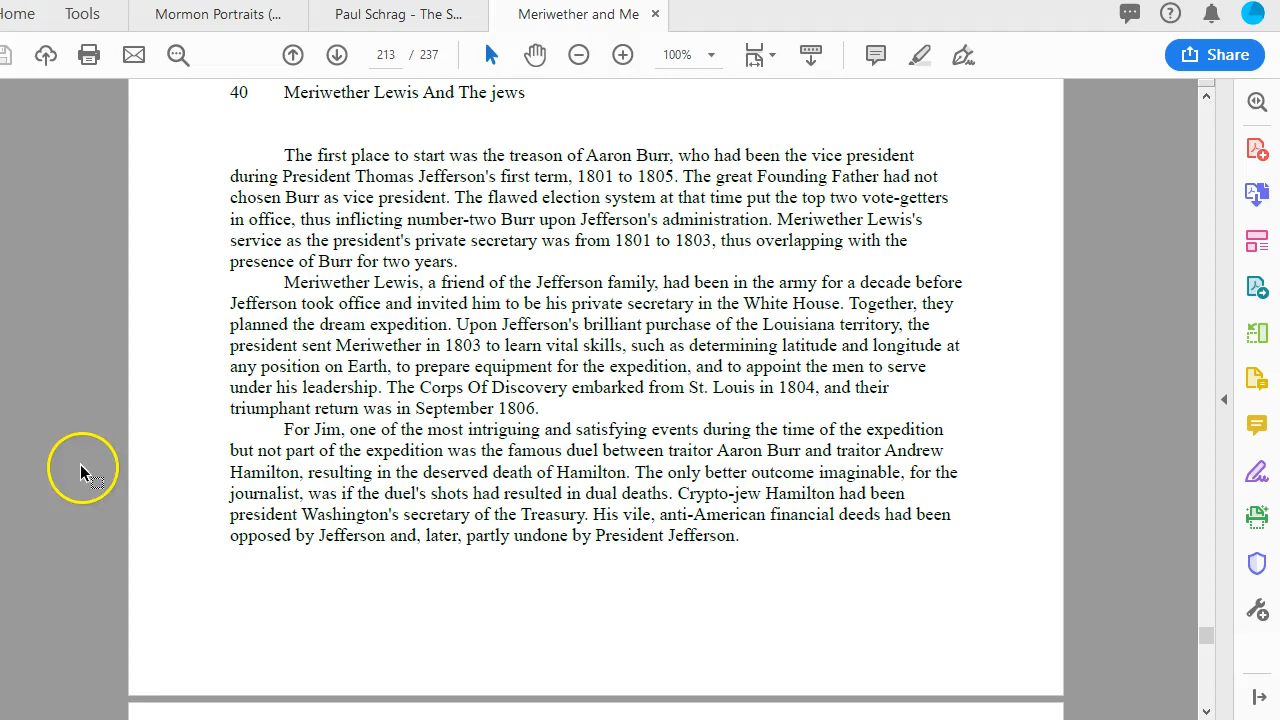 Home
Tools
Mormon Portraits (...
Paul Schrag - The S...
Meriwether and Me
213 / 237
100%
Share
40 Meriwether Lewis And The jews
The first place to start was the treason of Aaron Burr, who had been the vice president
during President Thomas Jefferson's first term, 1801 to 1805. The great Founding Father had not
chosen Burr as vice president. The flawed election system at that time put the top two vote-getters
in office, thus inflicting number-two Burr upon Jefferson's administration. Meriwether Lewis's
service as the president's private secretary was from 1801 to 1803, thus overlapping with the
presence of Burr for two years.
Meriwether Lewis, a friend of the Jefferson family, had been in the army for a decade before
Jefferson took office and invited him to be his private secretary in the White House. Together, they
planned the dream expedition. Upon Jefferson's brilliant purchase of the Louisiana territory, the
president sent Meriwether in 1803 to learn vital skills, such as determining latitude and longitude at
any position on Earth, to prepare equipment for the expedition, and to appoint the men to serve
under his leadership. The Corps Of Discovery embarked from St. Louis in 1804, and their
triumphant return was in September 1806.
For Jim, one of the most intriguing and satisfying events during the time of the expedition
but not part of the expedition was the famous duel between traitor Aaron Burr and traitor Andrew
Hamilton, resulting in the deserved death of Hamilton. The only better outcome imaginable, for the
journalist, was if the duel's shots had resulted in dual deaths. Crypto-jew Hamilton had been
president Washington's secretary of the Treasury. His vile, anti-American financial deeds had been
opposed by Jefferson and, later, partly undone by President Jefferson.